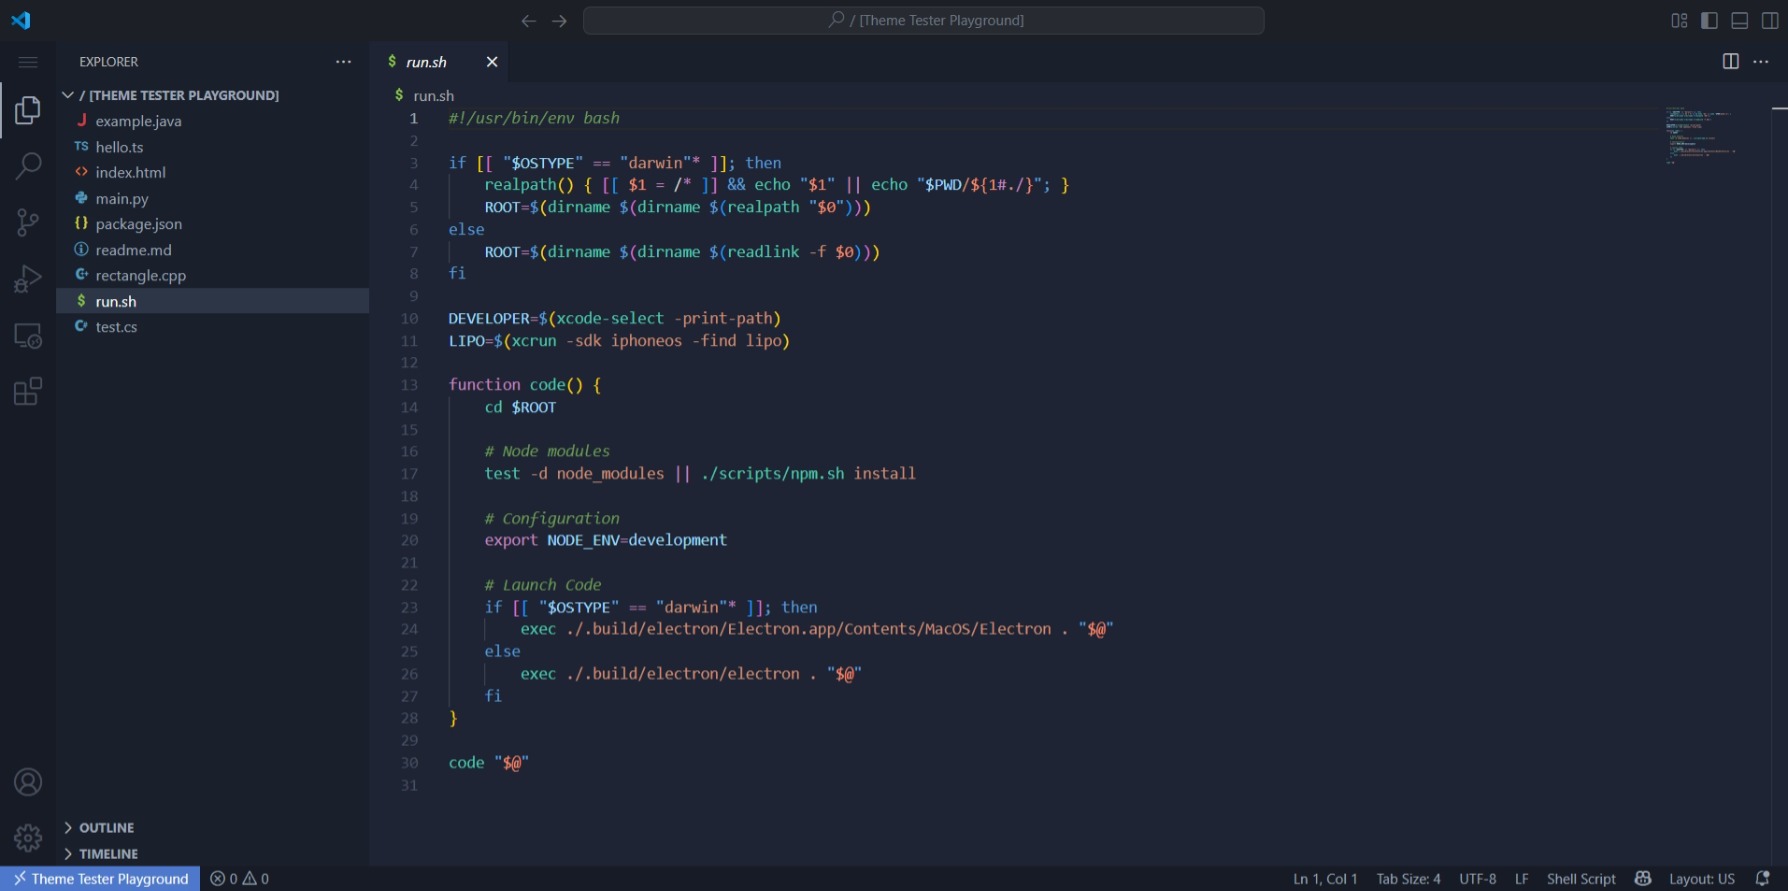 / [Theme Tester Playground]
EXPLORER
/ [THEME TESTER PLAYGROUND]
J example.java
TS hello.ts
<> index.html
main.py
{} package.json
readme.md
rectangle.cpp
$ run.sh
test.cs
OUTLINE
TIMELINE
$ run.sh
$ run.sh
1 #!/usr/bin/env bash
2
3 if [[ "$OSTYPE" == "darwin"* ]]; then
4     realpath() { [[ $1 = /* ]] && echo "$1" || echo "$PWD/${1#./}"; }
5     ROOT=$(dirname $(dirname $(realpath "$0")))
6 else
7     ROOT=$(dirname $(dirname $(readlink -f $0)))
8 fi
9
10 DEVELOPER=$(xcode-select -print-path)
11 LIPO=$(xcrun -sdk iphoneos -find lipo)
12
13 function code() {
14     cd $ROOT
15
16     # Node modules
17     test -d node_modules || ./scripts/npm.sh install
18
19     # Configuration
20     export NODE_ENV=development
21
22     # Launch Code
23     if [[ "$OSTYPE" == "darwin"* ]]; then
24         exec ./.build/electron/Electron.app/Contents/MacOS/Electron . "$@"
25     else
26         exec ./.build/electron/electron . "$@"
27     fi
28 }
29
30 code "$@"
31
Theme Tester Playground 0 0 Ln 1, Col 1 Tab Size: 4 UTF-8 LF Shell Script Layout: US